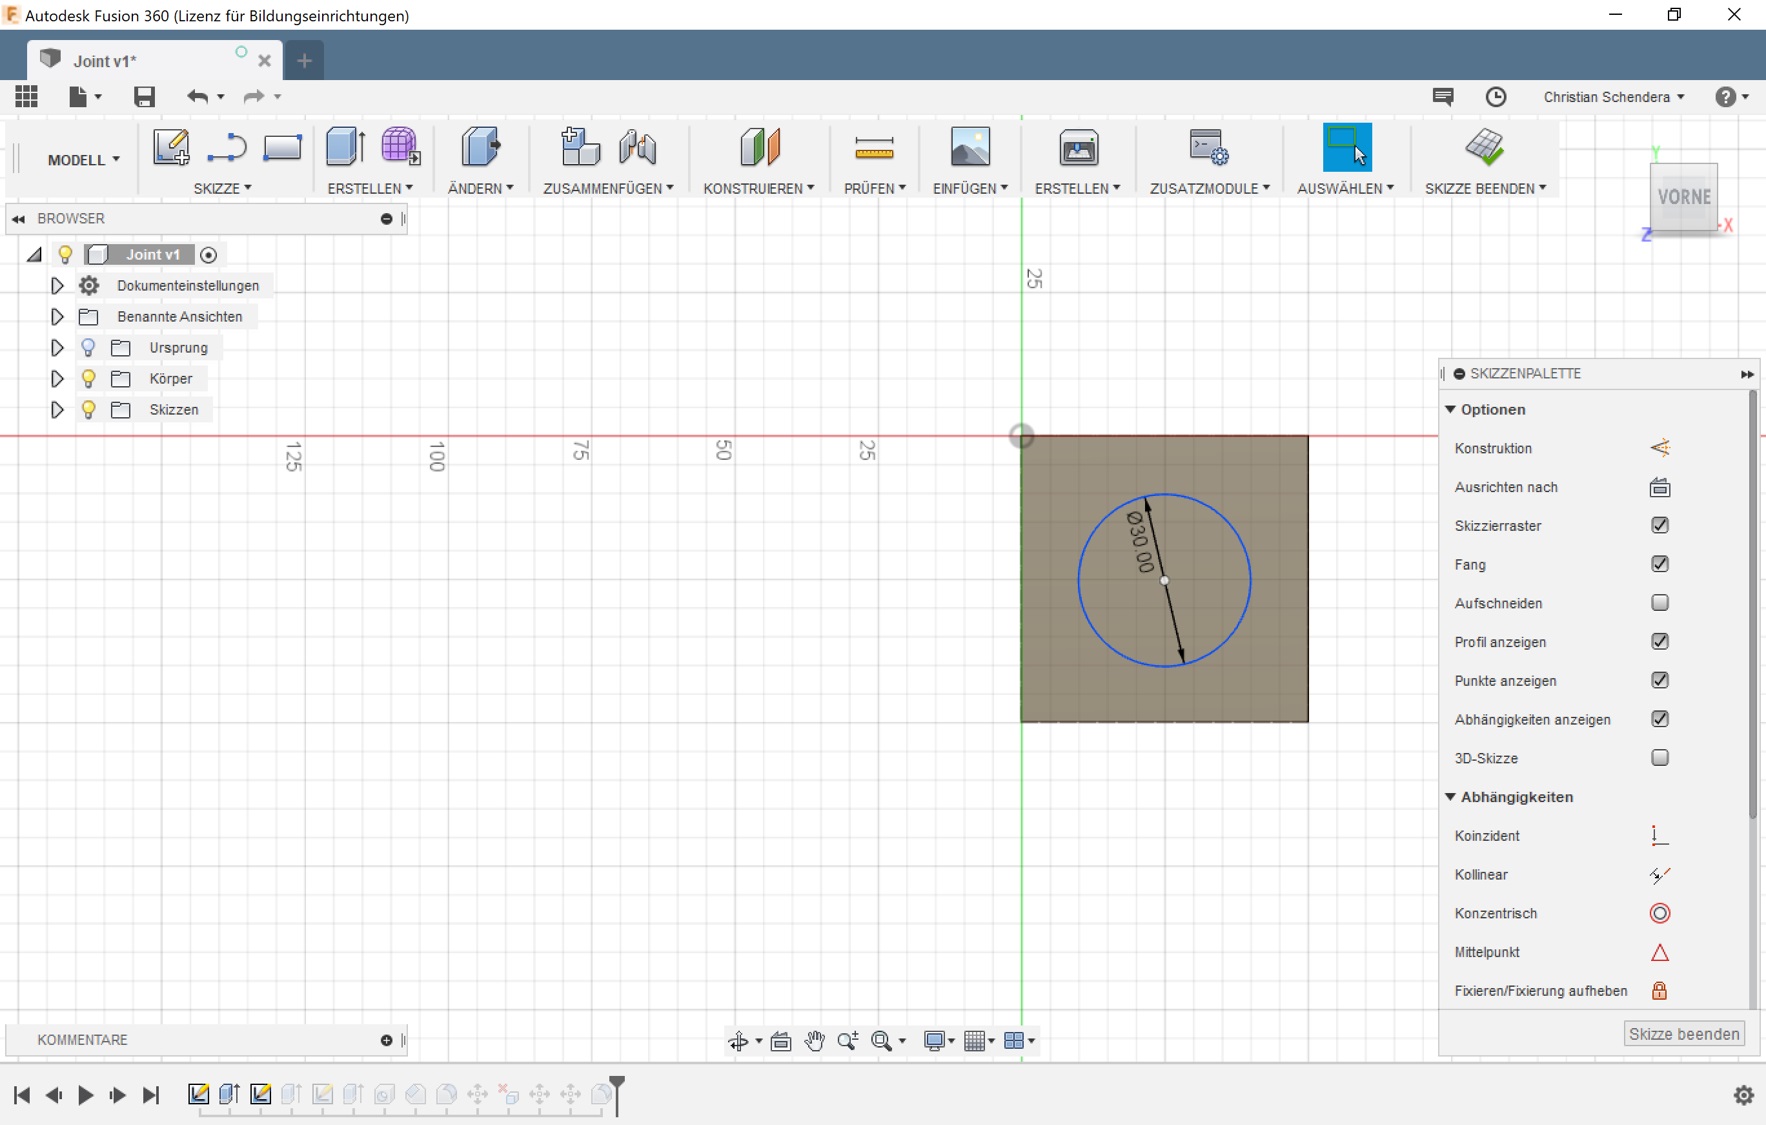 Autodesk Fusion 360 (Lizenz für Bildungseinrichtungen)
Joint v1*
Christian Schendera
MODELL
SKIZZE
ERSTELLEN
ÄNDERN
ZUSAMMENFÜGEN
KONSTRUIEREN
PRÜFEN
EINFÜGEN
ERSTELLEN
ZUSATZMODULE
AUSWÄHLEN
SKIZZE BEENDEN
Y
VORNE
X
Z
BROWSER
Joint v1
Dokumenteinstellungen
Benannte Ansichten
Ursprung
Körper
Skizzen
25
125
100
75
50
25
Ø30.00
SKIZZENPALETTE
Optionen
Konstruktion
Ausrichten nach
Skizzierraster
Fang
Aufschneiden
Profil anzeigen
Punkte anzeigen
Abhängigkeiten anzeigen
3D-Skizze
Abhängigkeiten
Koinzident
Kollinear
Konzentrisch
Mittelpunkt
Fixieren/Fixierung aufheben
Skizze beenden
KOMMENTARE